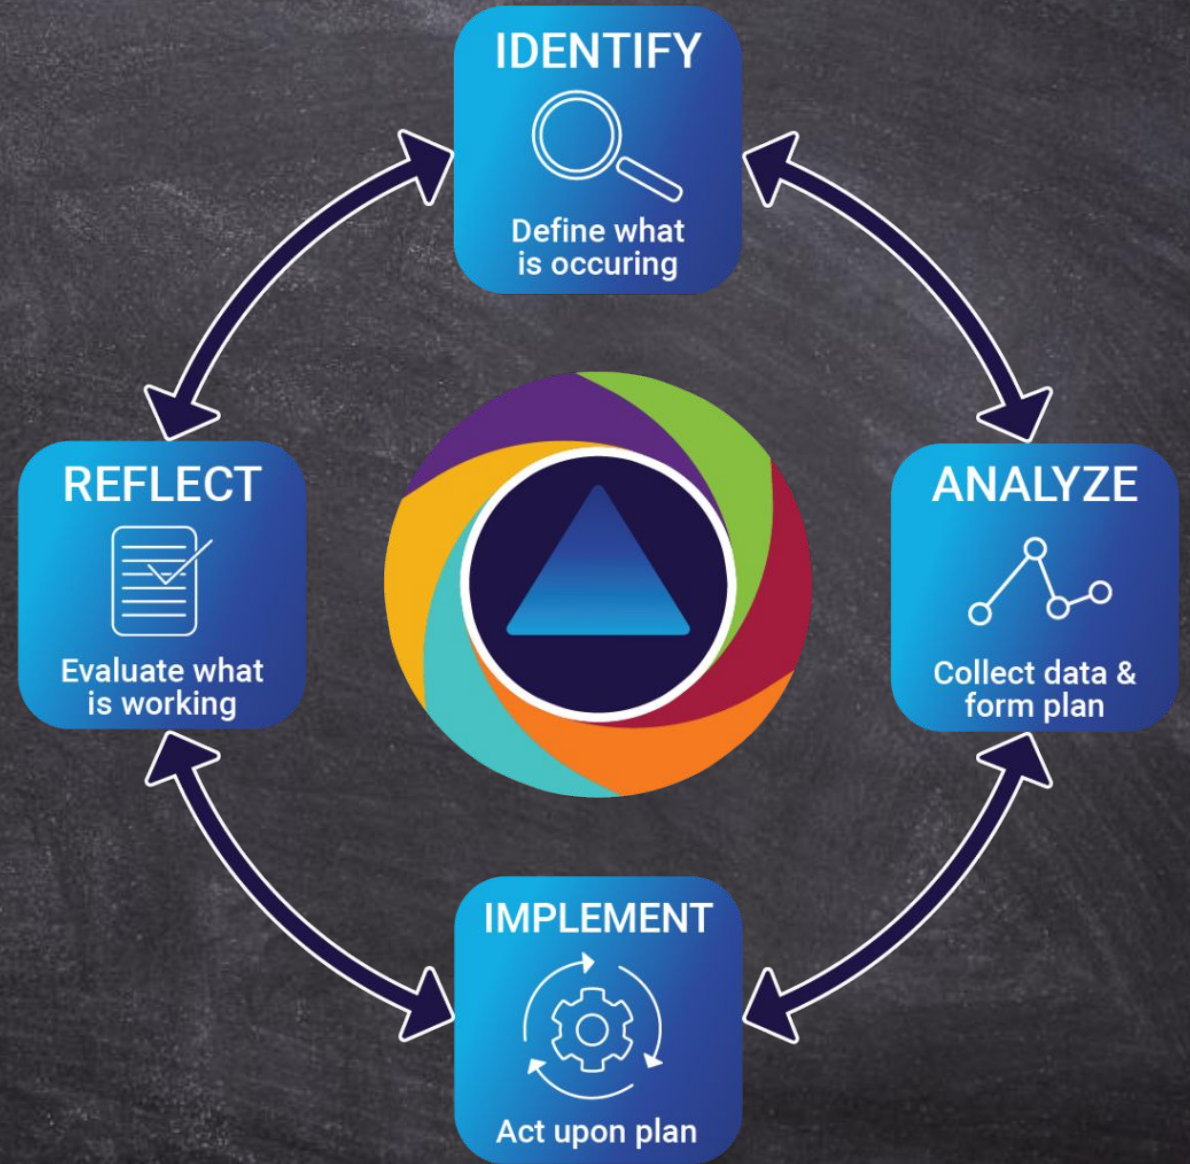 IDENTIFY
Define what
is occuring
REFLECT
Evaluate what
is working
ANALYZE
Collect data &
form plan
IMPLEMENT
Act upon plan